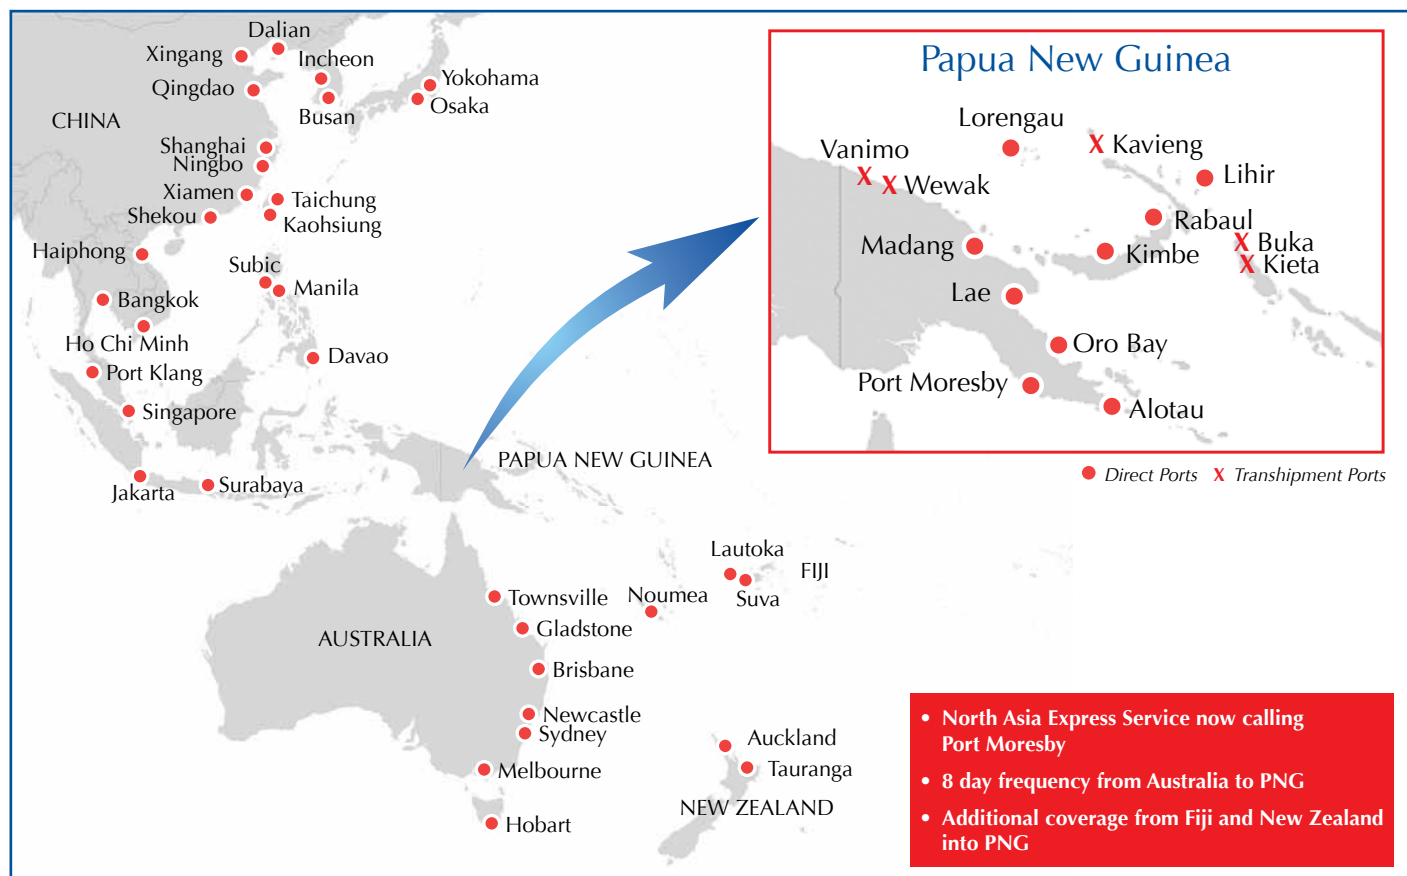 Dalian
Xingang
Incheon
Yokohama
Qingdao
Osaka
Busan
CHINA
Shanghai
Ningbo
Xiamen
Taichung
Shekou
Kaohsiung
Haiphong
Subic
Manila
Bangkok
Ho Chi Minh
Davao
Port Klang
Singapore
PAPUA NEW GUINEA
Jakarta
Surabaya
Lautoka
FIJI
Townsville
Noumea
Suva
Gladstone
AUSTRALIA
Brisbane
Newcastle
Sydney
Auckland
Melbourne
Tauranga
NEW ZEALAND
Hobart
Papua New Guinea
Lorengau
Vanimo
X Kavieng
X
X Wewak
Lihir
Rabaul
Madang
Kimbe
X Buka
X Kieta
Lae
Oro Bay
Port Moresby
Alotau
Direct Ports X Transhipment Ports
• North Asia Express Service now calling
Port Moresby
• 8 day frequency from Australia to PNG
• Additional coverage from Fiji and New Zealand
into PNG